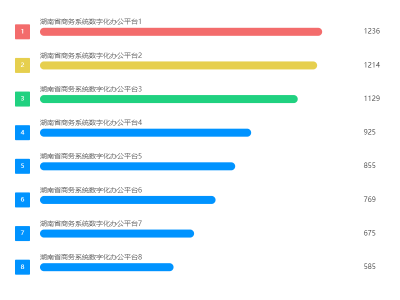 湖南省商务系统数字化办公平台1
1 1236
湖南省商务系统数字化办公平台2
2 1214
湖南省商务系统数字化办公平台3
3 1129
湖南省商务系统数字化办公平台4
4 925
湖南省商务系统数字化办公平台5
5 855
湖南省商务系统数字化办公平台6
6 769
湖南省商务系统数字化办公平台7
7 675
湖南省商务系统数字化办公平台8
8 585